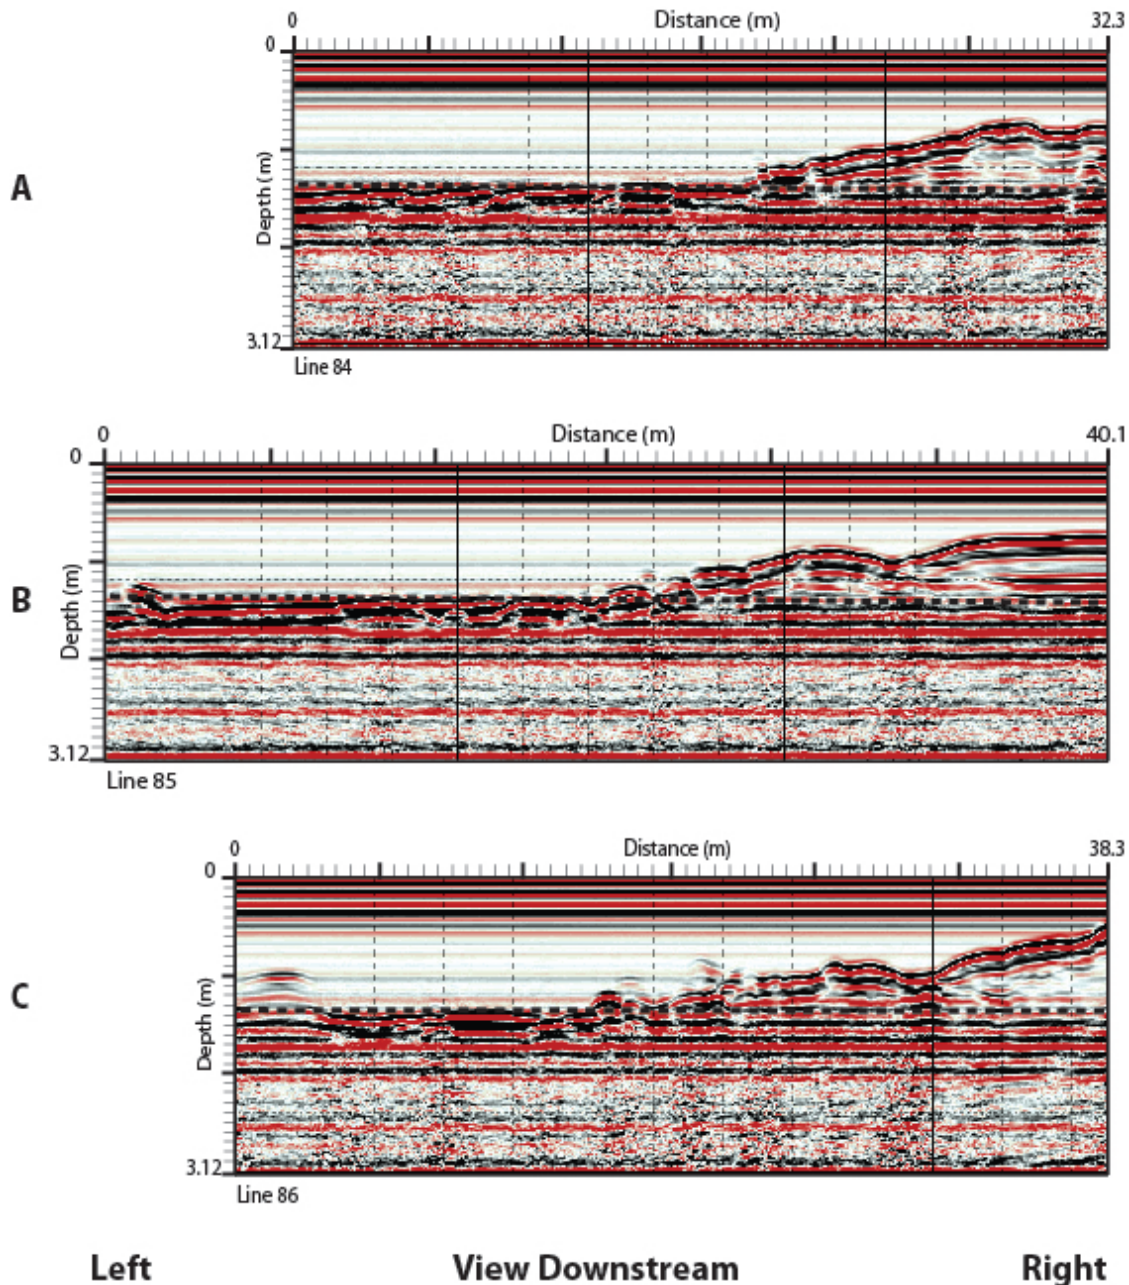 0 Distance (m) 32.3
0
A
Depth (m)
3.12
Line 84
0 Distance (m) 40.1
0
B
Depth (m)
3.12
Line 85
0 Distance (m) 38.3
0
C
Depth (m)
3.12
Line 86
Left View Downstream Right